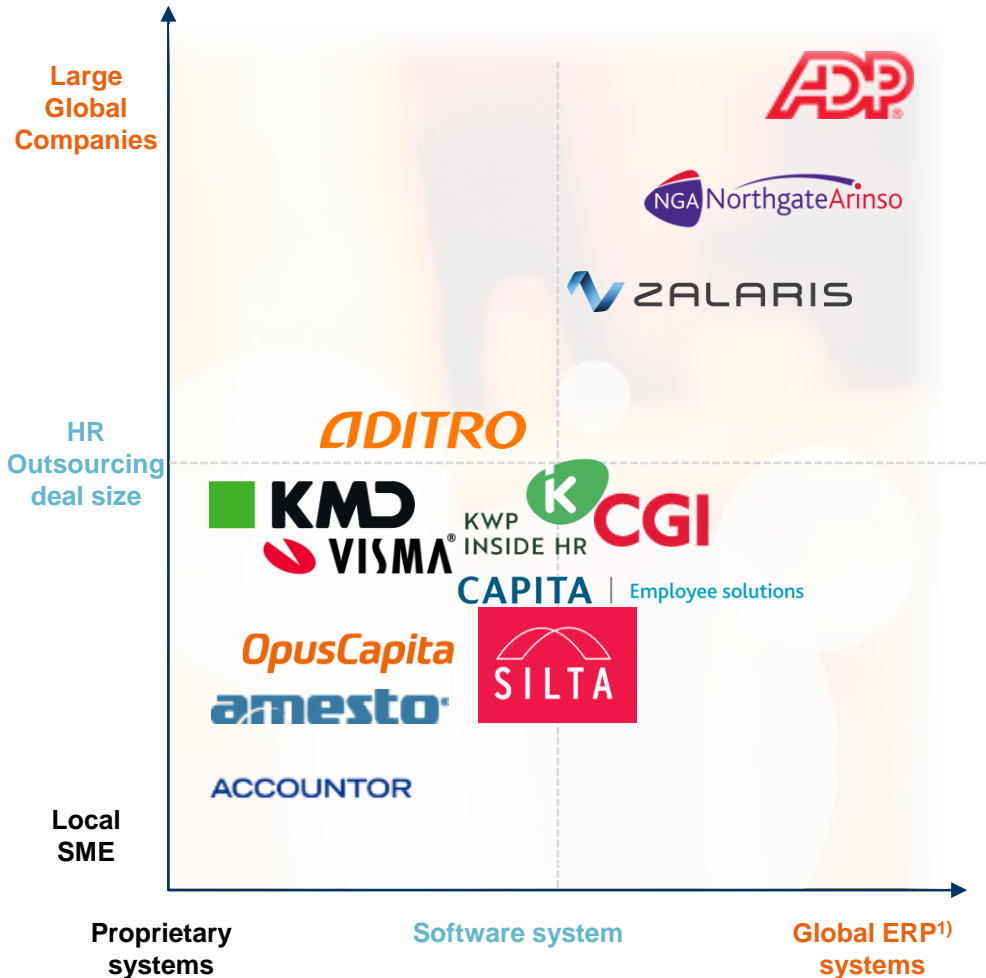 Large
Global
Companies
ADP®
NGA NorthgateArinso
ZALARIS
ADITRO
HR
Outsourcing
deal size
KMD
VISMA®
K
KWP
INSIDE HR
CGI
CAPITA | Employee solutions
OpusCapita
SILTA
amesto
ACCOUNTOR
Local
SME
Proprietary
systems
Software system
Global ERP¹⁾
systems